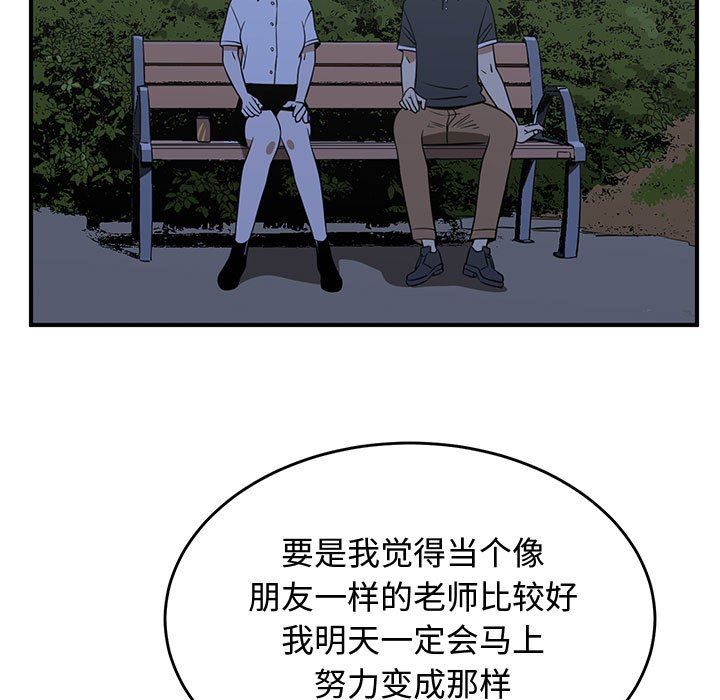 要是我觉得当个像
朋友一样的老师比较好
我明天一定会马上
努力变成那样